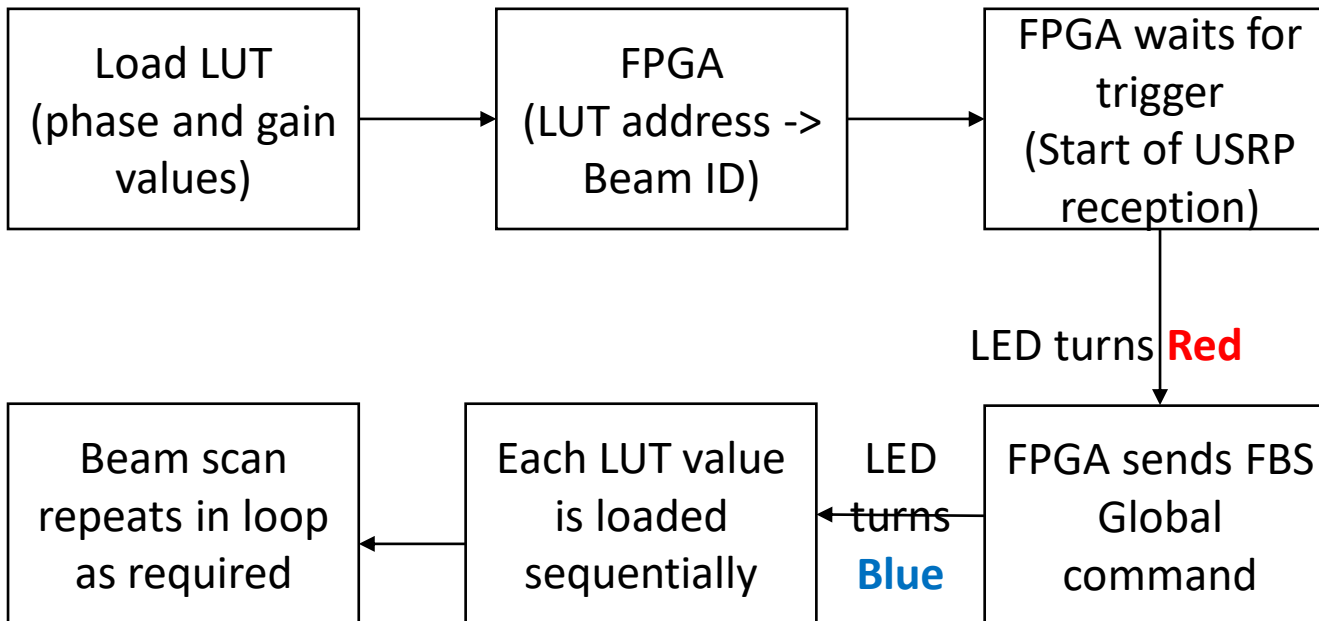 Load LUT
(phase and gain
values)
FPGA
(LUT address ->
Beam ID)
FPGA waits for
trigger
(Start of USRP
reception)
LED turns Red
FPGA sends FBS
Global
command
LED
turns
Blue
Each LUT value
is loaded
sequentially
Beam scan
repeats in loop
as required